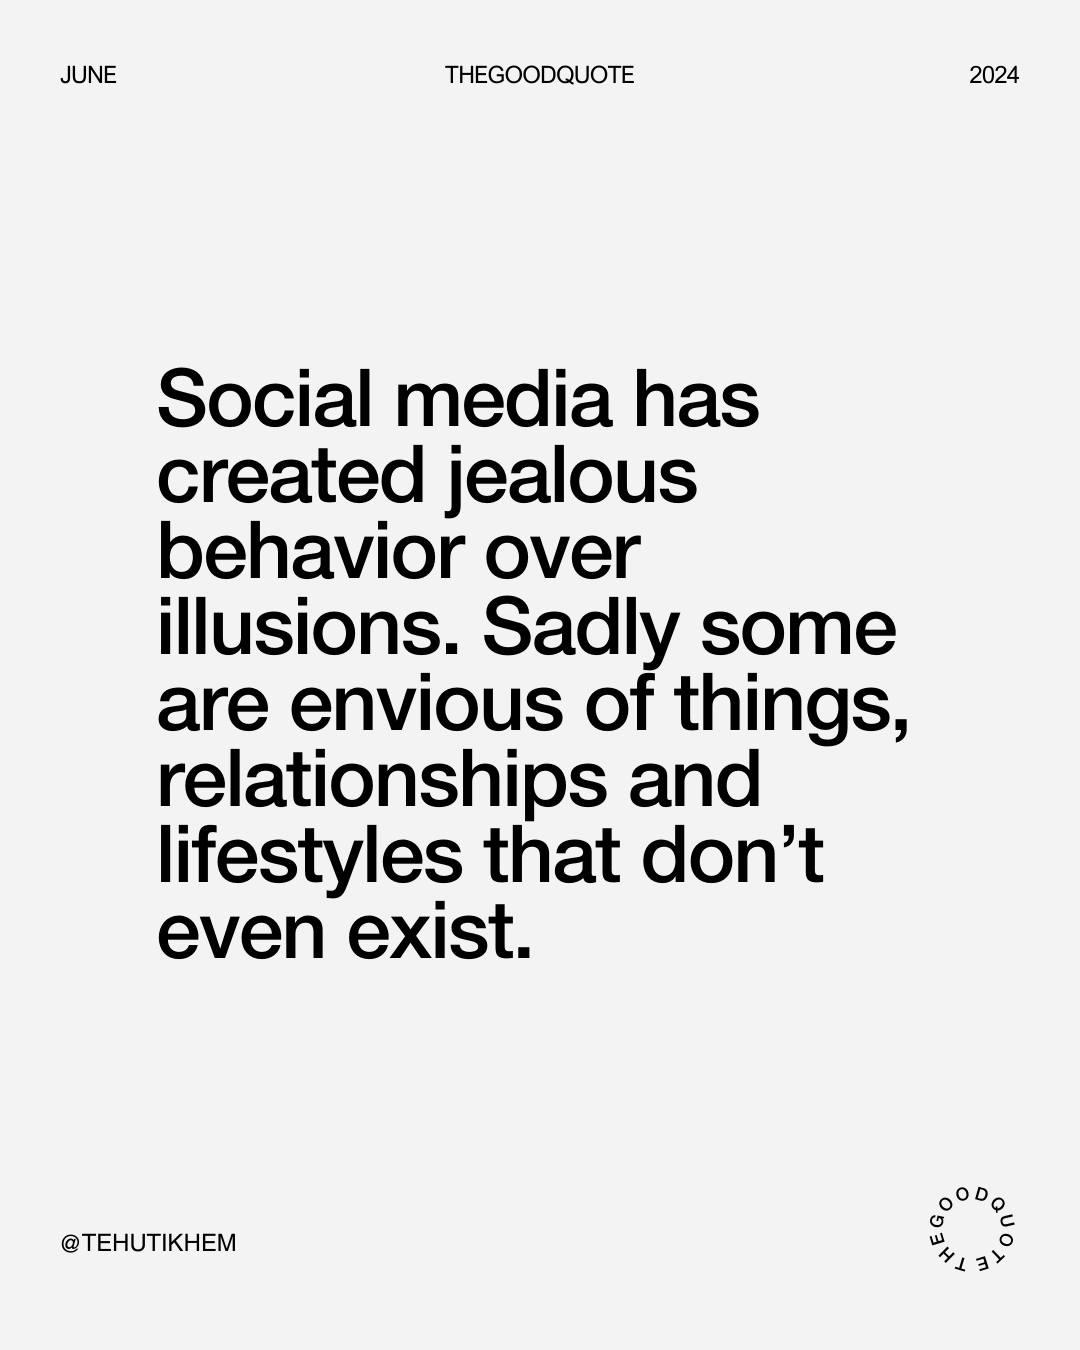 JUNE THEGOODQUOTE 2024
Social media has
created jealous
behavior over
illusions. Sadly some
are envious of things,
relationships and
lifestyles that don’t
even exist.
@TEHUTIKHEM
THEGOODQUOTE